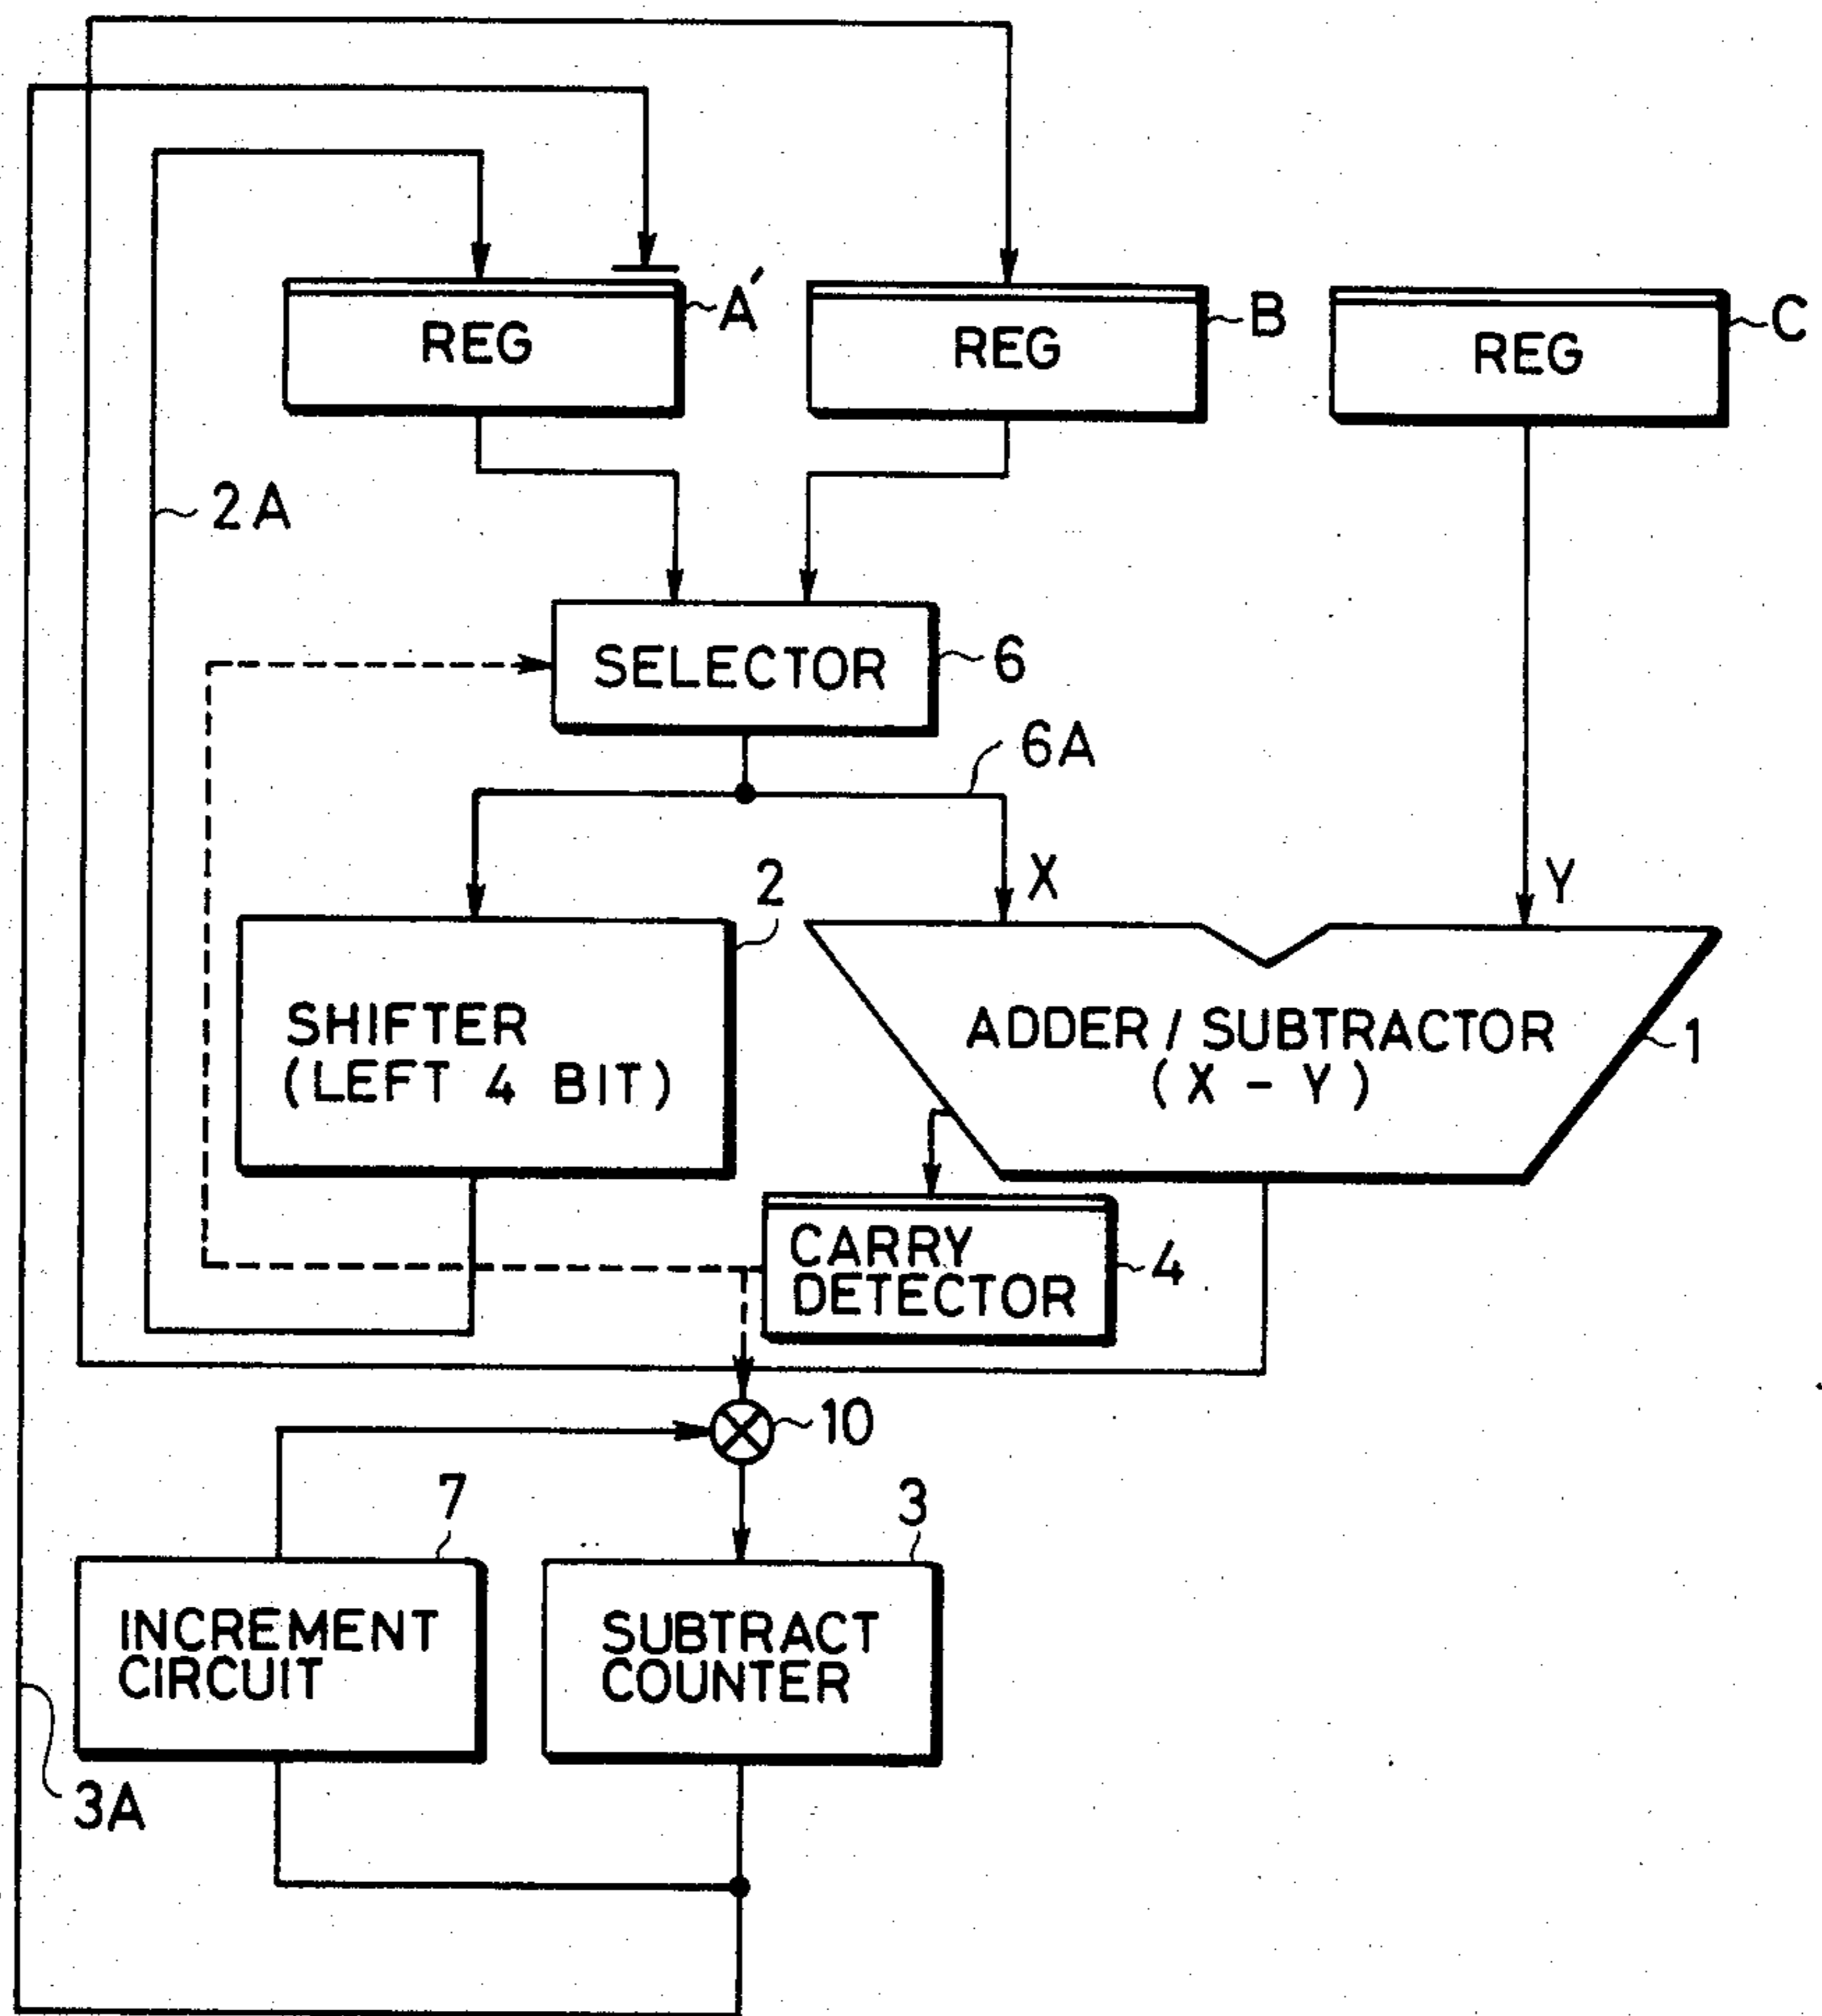 REG
A'
REG
B
REG
C
2A
SELECTOR
6
6A
X
Y
2
SHIFTER
(LEFT 4 BIT)
ADDER / SUBTRACTOR
(X - Y)
1
CARRY
DETECTOR
4
10
7
3
INCREMENT
CIRCUIT
SUBTRACT
COUNTER
3A